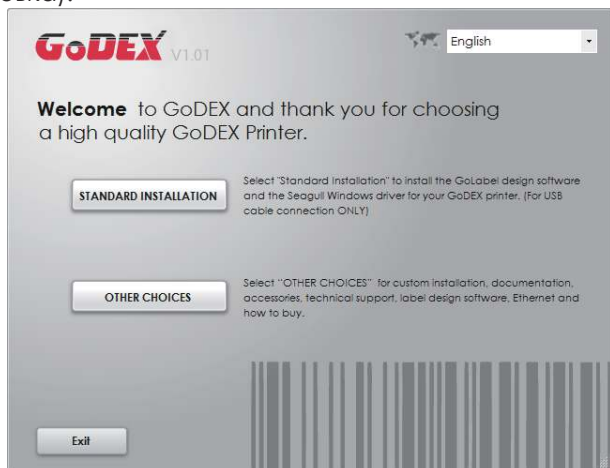 GoDEX V1.01
English
Welcome to GoDEX and thank you for choosing
a high quality GoDEX Printer.
STANDARD INSTALLATION
Select "Standard Installation" to install the GoLabel design software
and the Seagull Windows driver for your GoDEX printer. (For USB
cable connection ONLY)
OTHER CHOICES
Select "OTHER CHOICES" for custom installation, documentation,
accessories, technical support, label design software, Ethernet and
how to buy.
Exit